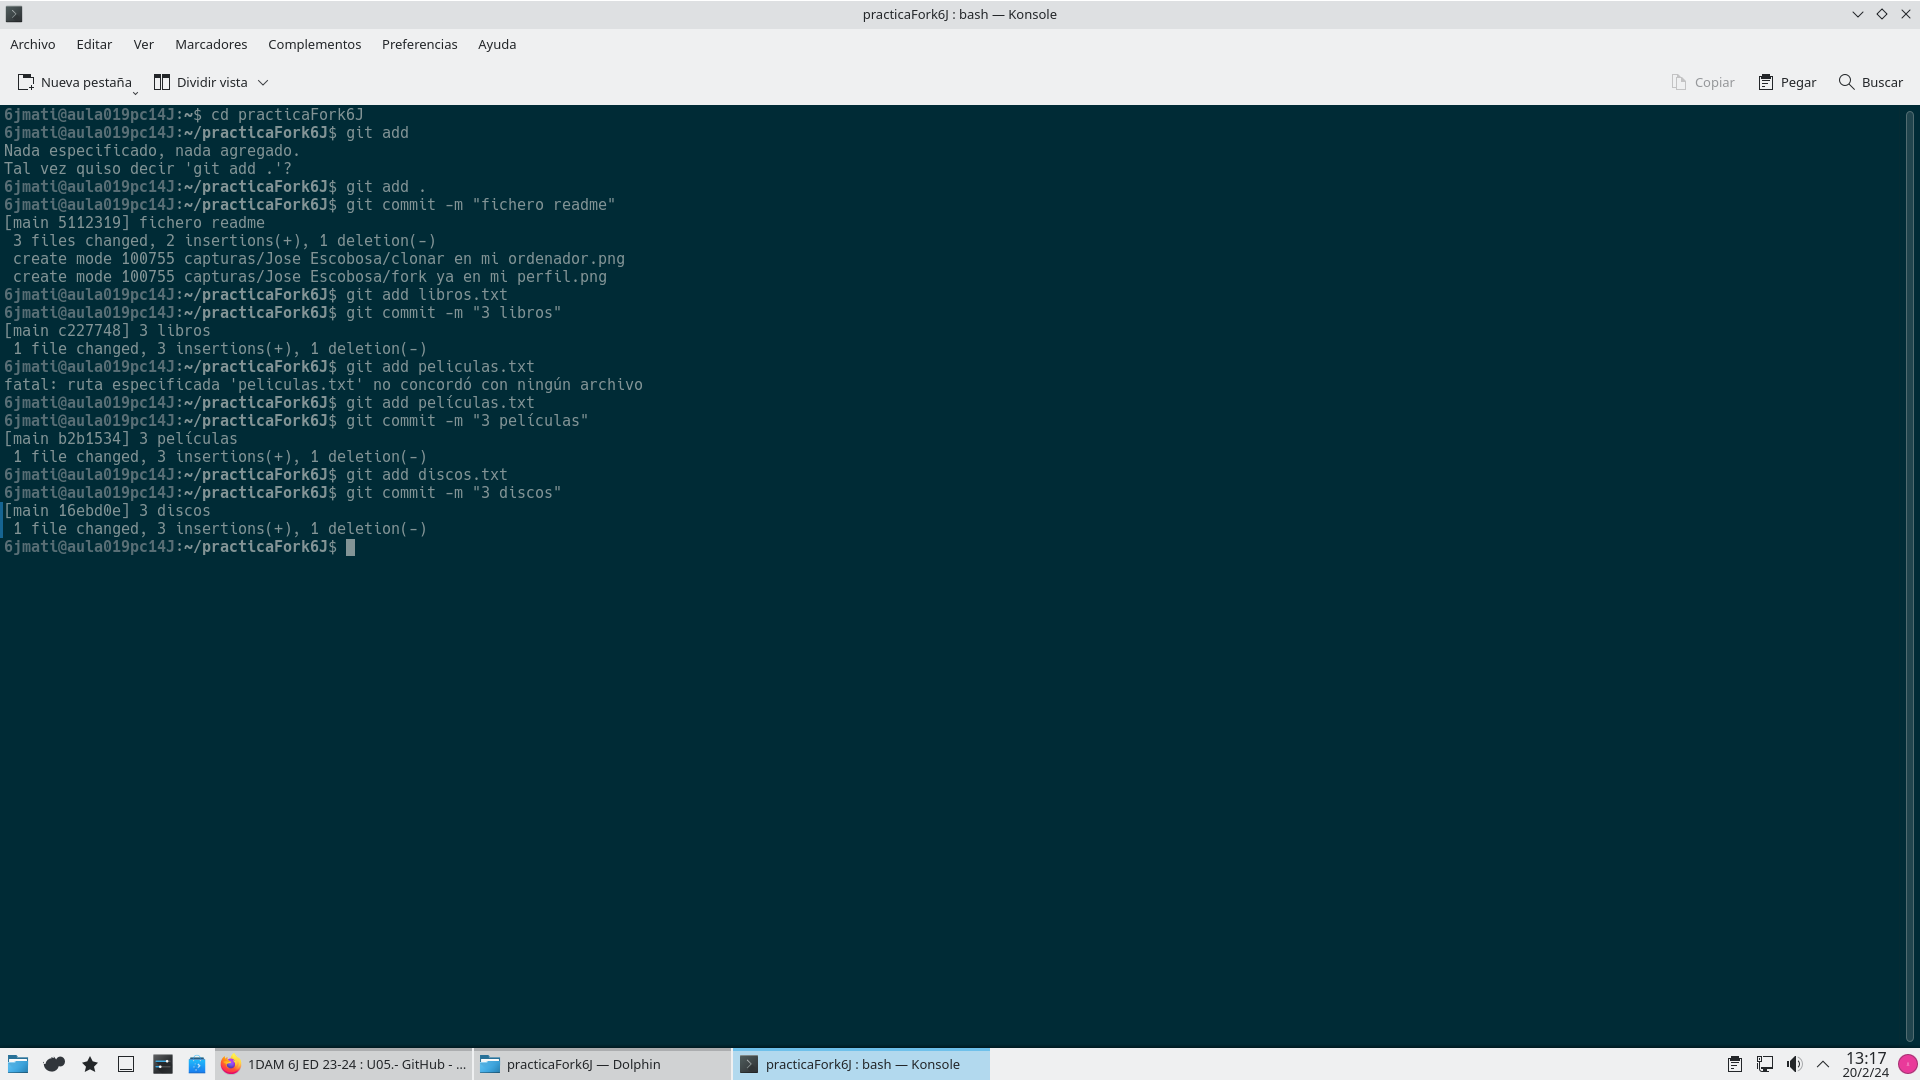 practicaFork6J : bash — Konsole
Archivo Editar Ver Marcadores Complementos Preferencias Ayuda
Nueva pestaña Dividir vista Copiar Pegar Buscar
6jmati@aula019pc14J:~$ cd practicaFork6J
6jmati@aula019pc14J:~/practicaFork6J$ git add
Nada especificado, nada agregado.
Tal vez quiso decir 'git add .'?
6jmati@aula019pc14J:~/practicaFork6J$ git add .
6jmati@aula019pc14J:~/practicaFork6J$ git commit -m "fichero readme"
[main 5112319] fichero readme
 3 files changed, 2 insertions(+), 1 deletion(-)
 create mode 100755 capturas/Jose Escobosa/clonar en mi ordenador.png
 create mode 100755 capturas/Jose Escobosa/fork ya en mi perfil.png
6jmati@aula019pc14J:~/practicaFork6J$ git add libros.txt
6jmati@aula019pc14J:~/practicaFork6J$ git commit -m "3 libros"
[main c227748] 3 libros
 1 file changed, 3 insertions(+), 1 deletion(-)
6jmati@aula019pc14J:~/practicaFork6J$ git add peliculas.txt
fatal: ruta especificada 'peliculas.txt' no concordó con ningún archivo
6jmati@aula019pc14J:~/practicaFork6J$ git add películas.txt
6jmati@aula019pc14J:~/practicaFork6J$ git commit -m "3 películas"
[main b2b1534] 3 películas
 1 file changed, 3 insertions(+), 1 deletion(-)
6jmati@aula019pc14J:~/practicaFork6J$ git add discos.txt
6jmati@aula019pc14J:~/practicaFork6J$ git commit -m "3 discos"
[main 16ebd0e] 3 discos
 1 file changed, 3 insertions(+), 1 deletion(-)
6jmati@aula019pc14J:~/practicaFork6J$
1DAM 6J ED 23-24 : U05.- GitHub - ... practicaFork6J — Dolphin practicaFork6J : bash — Konsole 13:17
20/2/24